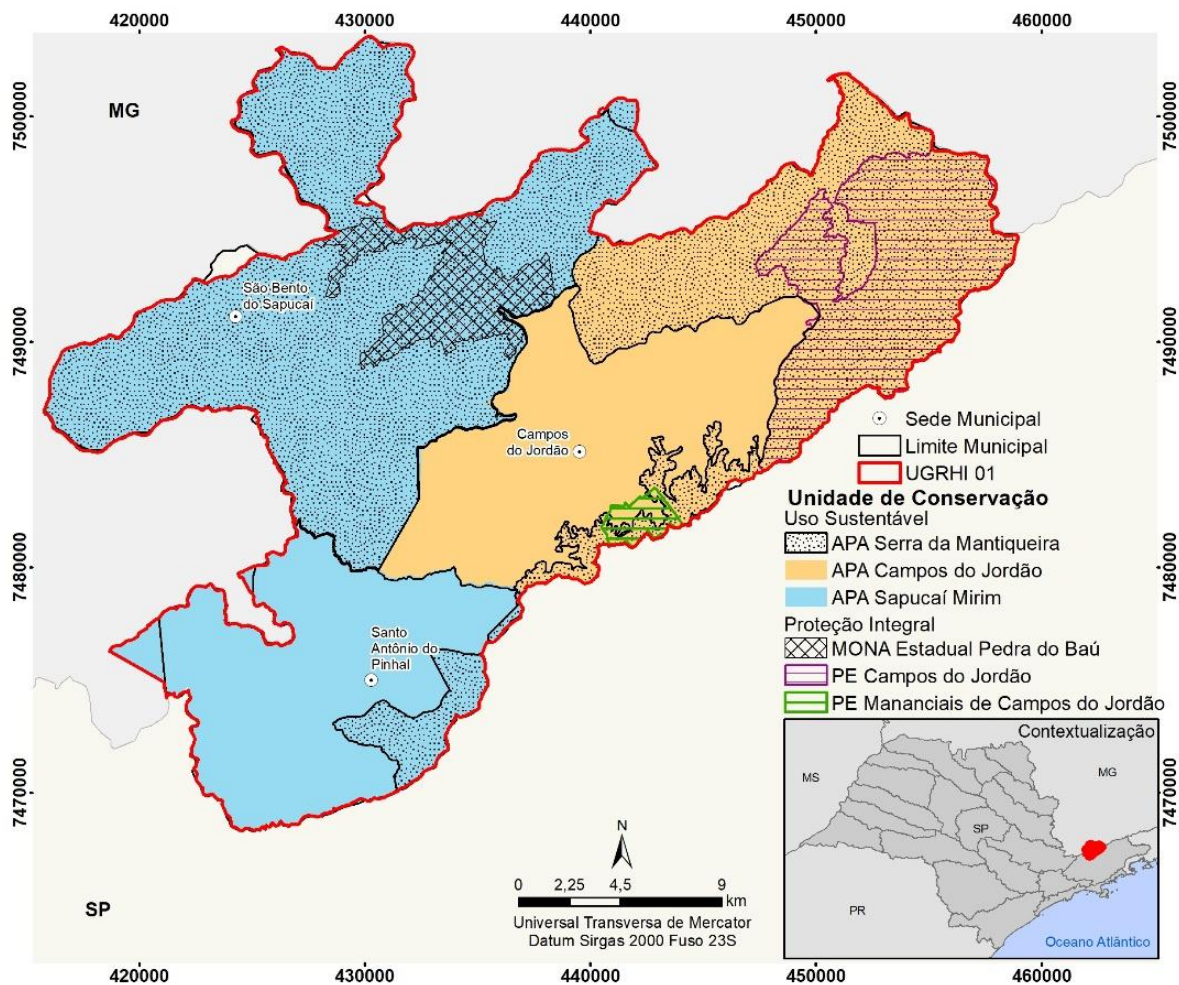 420000 430000 440000 450000 460000
7500000
7500000
MG
São Bento
do Sapucaí
7490000
7490000
Sede Municipal
Limite Municipal
UGRHI 01
Campos
do Jordão
Unidade de Conservação
Uso Sustentável
APA Serra da Mantiqueira
APA Campos do Jordão
APA Sapucaí Mirim
Proteção Integral
MONA Estadual Pedra do Baú
PE Campos do Jordão
PE Mananciais de Campos do Jordão
7480000
7480000
Santo
Antônio do
Pinhal
Contextualização
MS
MG
SP
PR
Oceano Atlântico
7470000
7470000
N
0 2,25 4,5 9
km
Universal Transversa de Mercator
Datum Sirgas 2000 Fuso 23S
SP
420000 430000 440000 450000 460000